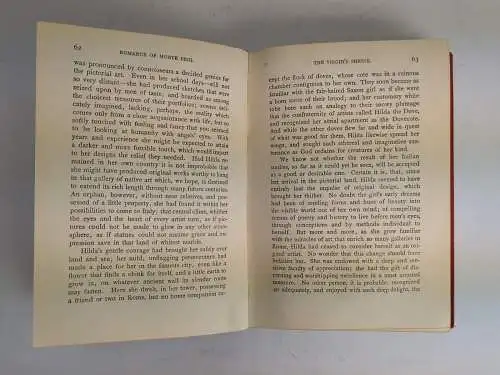 62 ROMANCE OF MONTE BENI.
was pronounced by connoisseurs a decided genius for
the pictorial art. Even in her school days—still not
so very distant—she had produced sketches that were
seized upon by men of taste, and hoarded as among
the choicest treasures of their portfolios; scenes deli-
cately imagined, lacking, perhaps, the reality which
comes only from a close acquaintance with life, but so
softly touched with feeling and fancy that you seemed
to be looking at humanity with angels' eyes. With
years and experience she might be expected to attain
a darker and more forcible touch, which would impart
to her designs the relief they needed. Had Hilda re-
mained in her own country it is not improbable that
she might have produced original works worthy to hang
in that gallery of native art which, we hope, is destined
to extend its rich length through many future centuries.
An orphan, however, without near relatives, and pos-
sessed of a little property, she had found it within her
possibilities to come to Italy; that central clime, whither
the eyes and the heart of every artist turn, as if pic-
tures could not be made to glow in any other atmo-
sphere, as if statues could not assume grace and ex-
pression save in that land of whitest marble.
Hilda's gentle courage had brought her safely over
land and sea; her mild, unflagging perseverance had
made a place for her in the famous city, even like a
flower that finds a chink for itself, and a little earth to
grow in, on whatever ancient wall its slender roots
may fasten. Here she dwelt, in her tower, possessing
a friend or two in Rome, but no home companion ex-
THE VIRGIN'S SHRINE. 63
cept the flock of doves, whose cote was in a ruinous
chamber contiguous to her own. They soon became as
familiar with the fair-haired Saxon girl as if she were
a born sister of their brood; and her customary white
robe bore such an analogy to their snowy plumage
that the confraternity of artists called Hilda the Dove,
and recognized her aërial apartment as the Dovecote.
And while the other doves flew far and wide in quest
of what was good for them, Hilda likewise spread her
wings, and sought such ethereal and imaginative sus-
tenance as God ordains for creatures of her kind.
We know not whether the result of her Italian
studies, so far as it could yet be seen, will be accepted
as a good or desirable one. Certain it is, that, since
her arrival in the pictorial land, Hilda seemed to have
entirely lost the impulse of original design, which
brought her thither. No doubt the girl's early dreams
had been of sending forms and hues of beauty into
the visible world out of her own mind; of compelling
scenes of poetry and history to live before men's eyes,
through conceptions and by methods individual to
herself. But more and more, as she grew familiar
with the miracles of art that enrich so many galleries in
Rome, Hilda had ceased to consider herself as an orig-
inal artist. No wonder that this change should have
befallen her. She was endowed with a deep and sen-
sitive faculty of appreciation; she had the gift of dis-
cerning and worshipping excellence in a most unusual
measure. No other person, it is probable, recognized
so adequately, and enjoyed with such deep delight, the